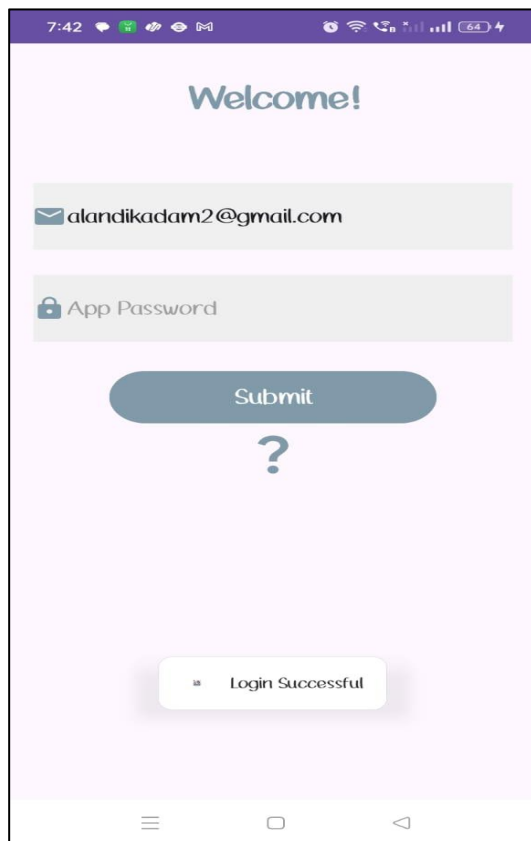 7:42 64
Welcome!
alandikadam2@gmail.com
App Password
Submit
?
Login Successful